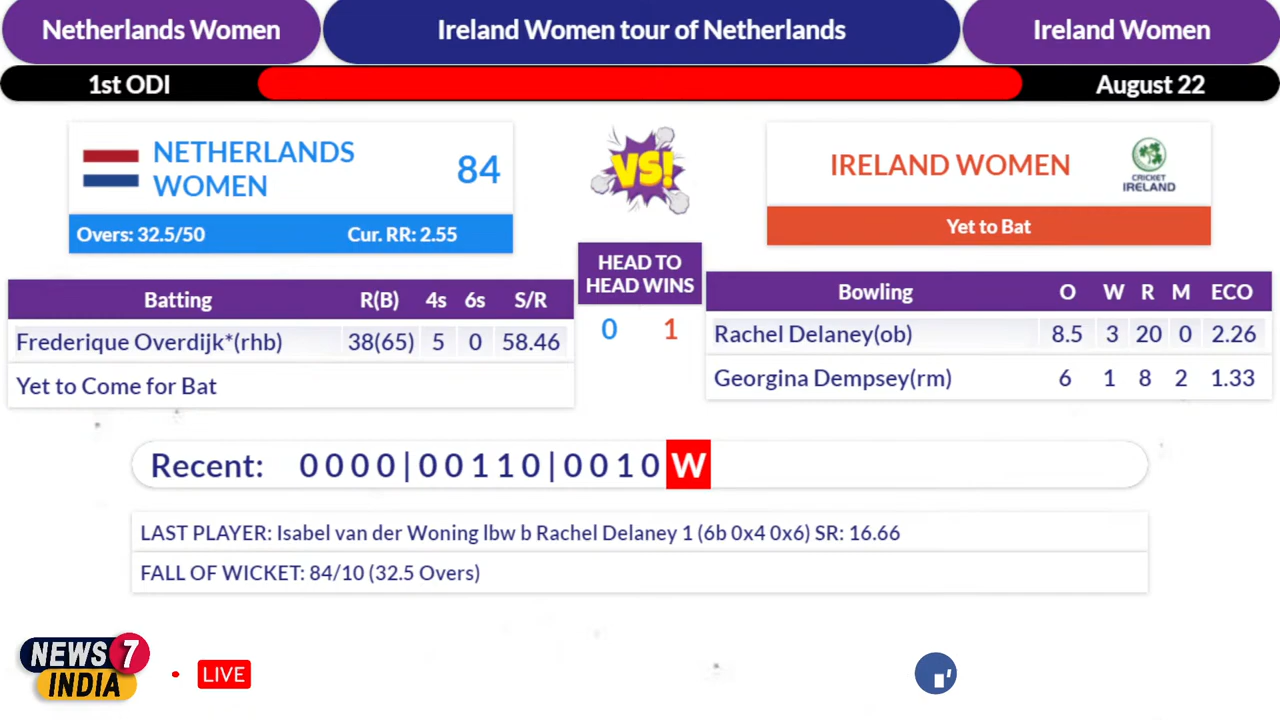 Netherlands Women
Ireland Women tour of Netherlands
Ireland Women
1st ODI
August 22
NETHERLANDS
WOMEN
84
Overs: 32.5/50
Cur. RR: 2.55
VS!
IRELAND WOMEN
CRICKET
IRELAND
Yet to Bat
Batting R(B) 4s 6s S/R
Frederique Overdijk*(rhb) 38(65) 5 0 58.46
Yet to Come for Bat
HEAD TO
HEAD WINS
0 1
Bowling O W R M ECO
Rachel Delaney(ob) 8.5 3 20 0 2.26
Georgina Dempsey(rm) 6 1 8 2 1.33
Recent: 0 0 0 0 | 0 0 1 1 0 | 0 0 1 0 W
LAST PLAYER: Isabel van der Woning lbw b Rachel Delaney 1 (6b 0x4 0x6) SR: 16.66
FALL OF WICKET: 84/10 (32.5 Overs)
NEWS 7
INDIA
LIVE